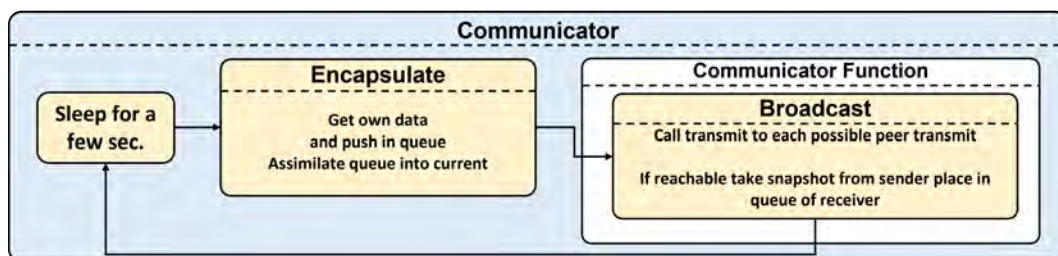 Communicator
Sleep for a
few sec.
Encapsulate
Get own data
and push in queue
Assimilate queue into current
Communicator Function
Broadcast
Call transmit to each possible peer transmit
If reachable take snapshot from sender place in
queue of receiver